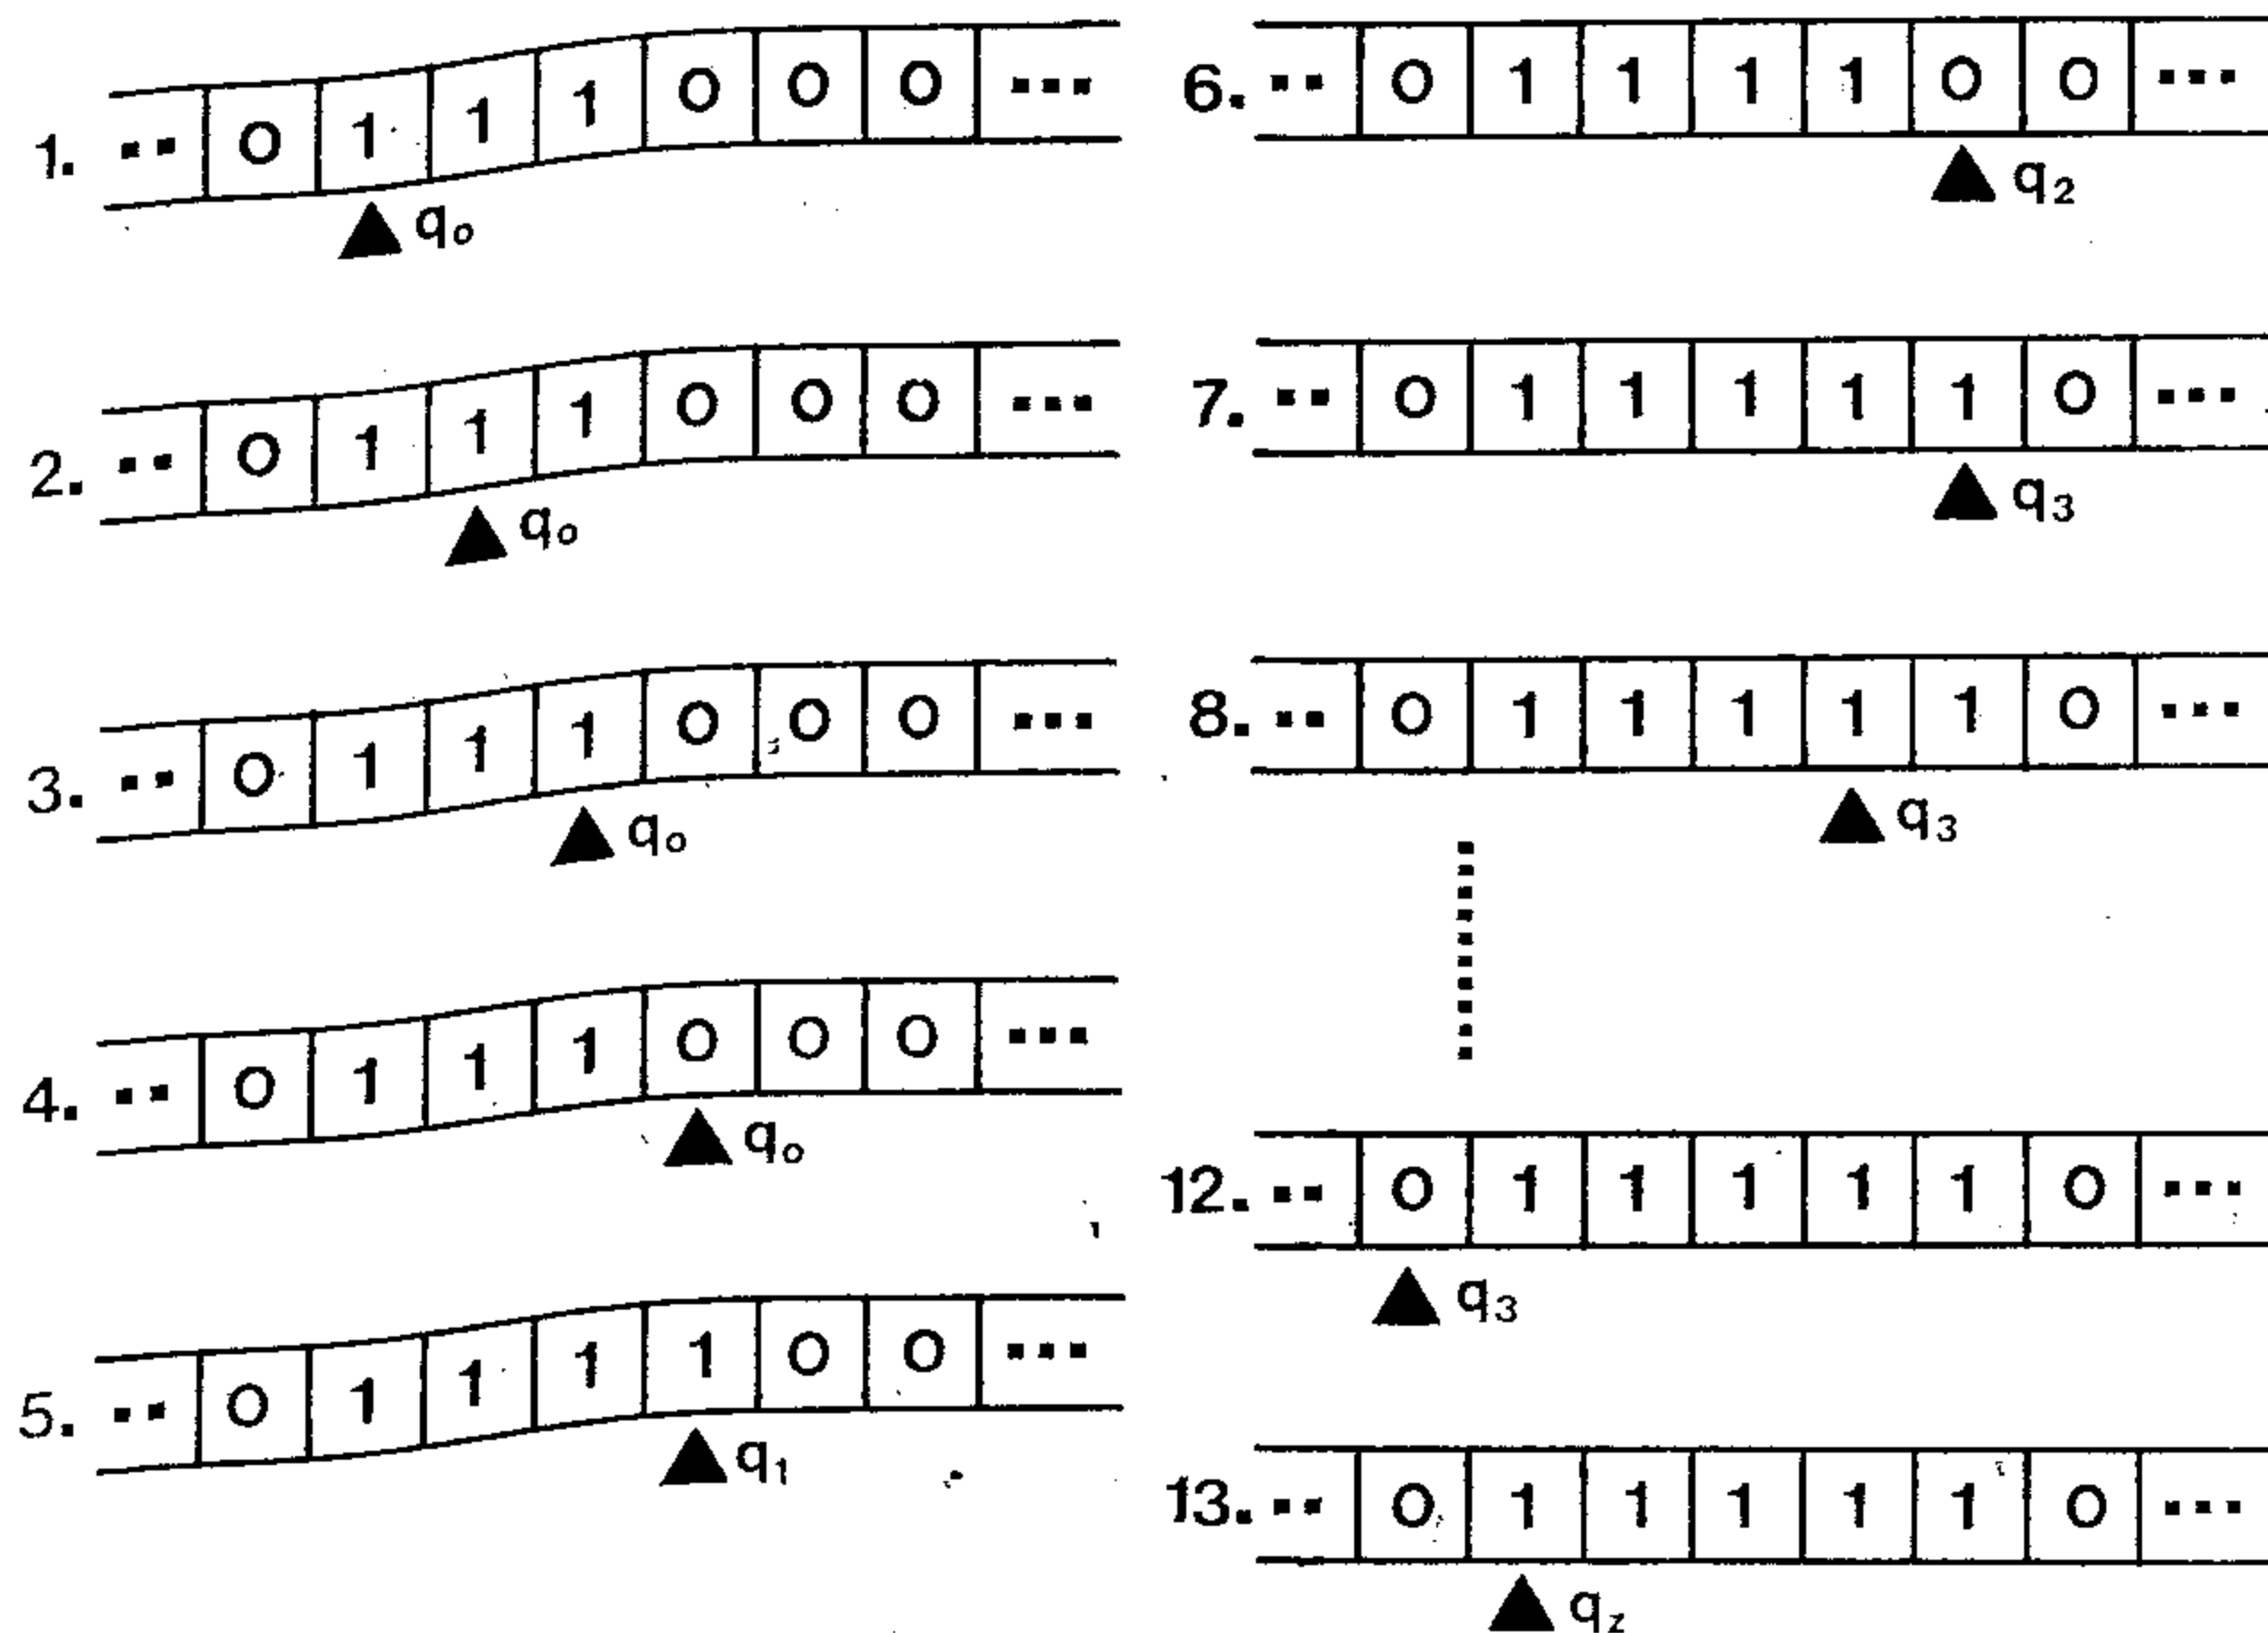 1. .. 0 1 1 1 0 0 0 ...
q₀
2. .. 0 1 1 1 0 0 0 ...
q₀
3. .. 0 1 1 1 0 0 0 ...
q₀
4. .. 0 1 1 1 0 0 0 ...
q₀
5. .. 0 1 1 1 1 0 0 ...
q₁
6. .. 0 1 1 1 1 0 0 ...
q₂
7. .. 0 1 1 1 1 1 0 ...
q₃
8. .. 0 1 1 1 1 1 0 ...
q₃
12. .. 0 1 1 1 1 1 0 ...
q₃
13. .. 0 1 1 1 1 1 0 ...
q_z